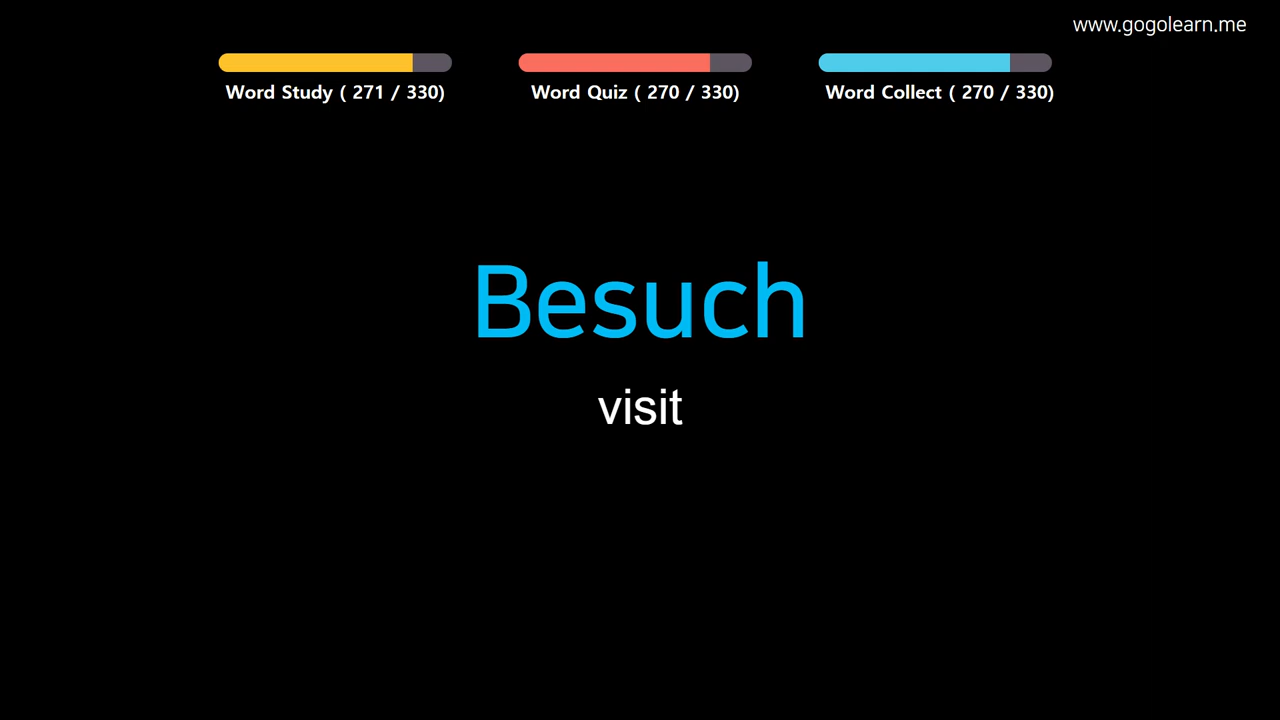 www.gogolearn.me
Word Study ( 271 / 330)
Word Quiz ( 270 / 330)
Word Collect ( 270 / 330)
Besuch
visit